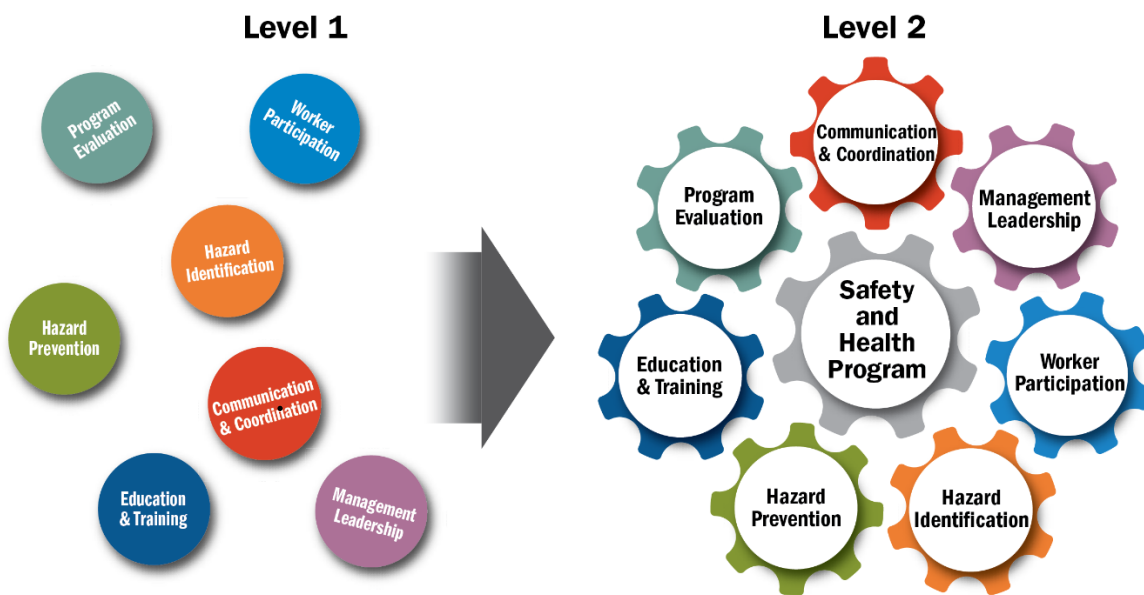 Level 1
Program
Evaluation
Worker
Participation
Hazard
Identification
Hazard
Prevention
Communication
& Coordination
Education
& Training
Management
Leadership
Level 2
Communication
& Coordination
Program
Evaluation
Management
Leadership
Safety
and
Health
Program
Education
& Training
Worker
Participation
Hazard
Prevention
Hazard
Identification